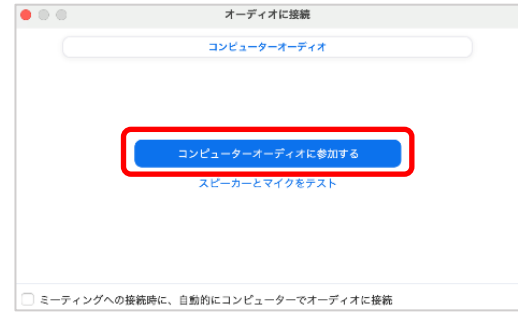 オーディオに接続
コンピューターオーディオ
コンピューターオーディオに参加する
スピーカーとマイクをテスト
ミーティングへの接続時に、自動的にコンピューターでオーディオに接続